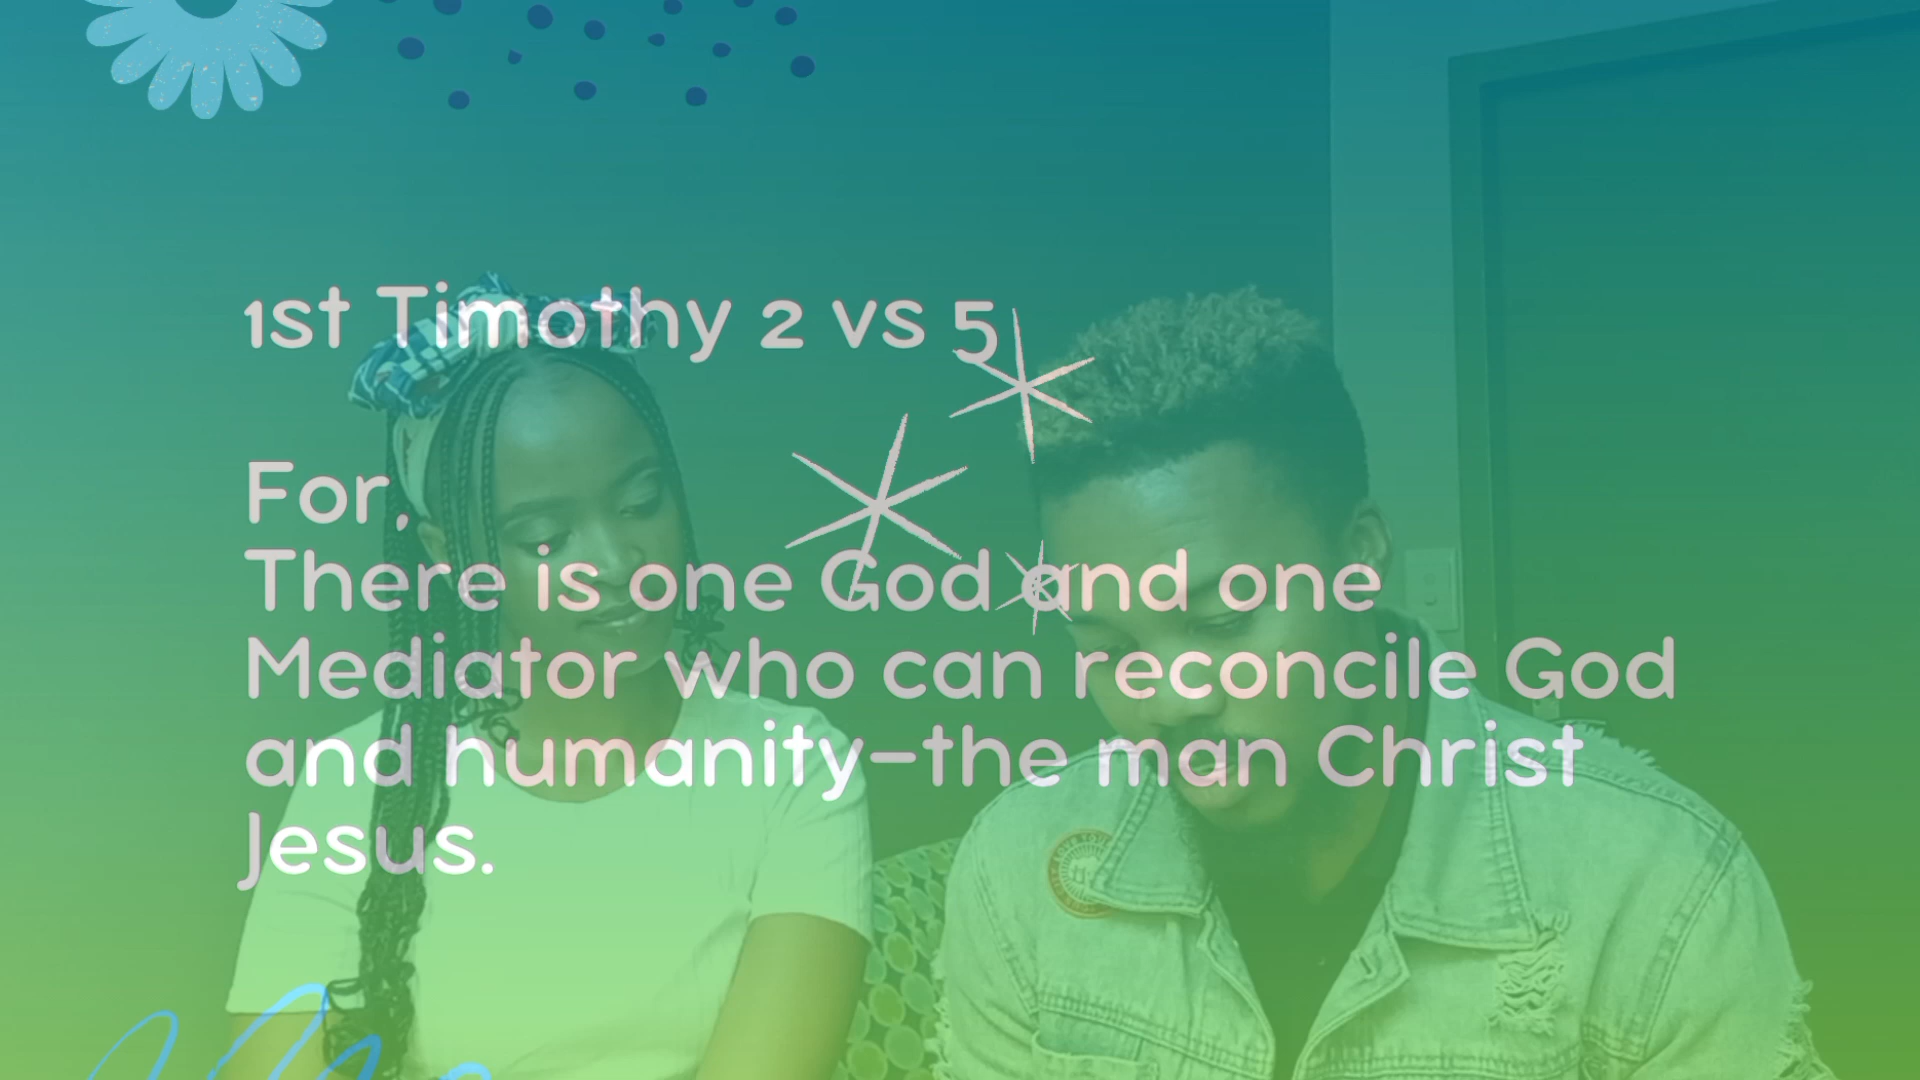 1st Timothy 2 vs 5
For,
There is one God and one
Mediator who can reconcile God
and humanity–the man Christ
Jesus.